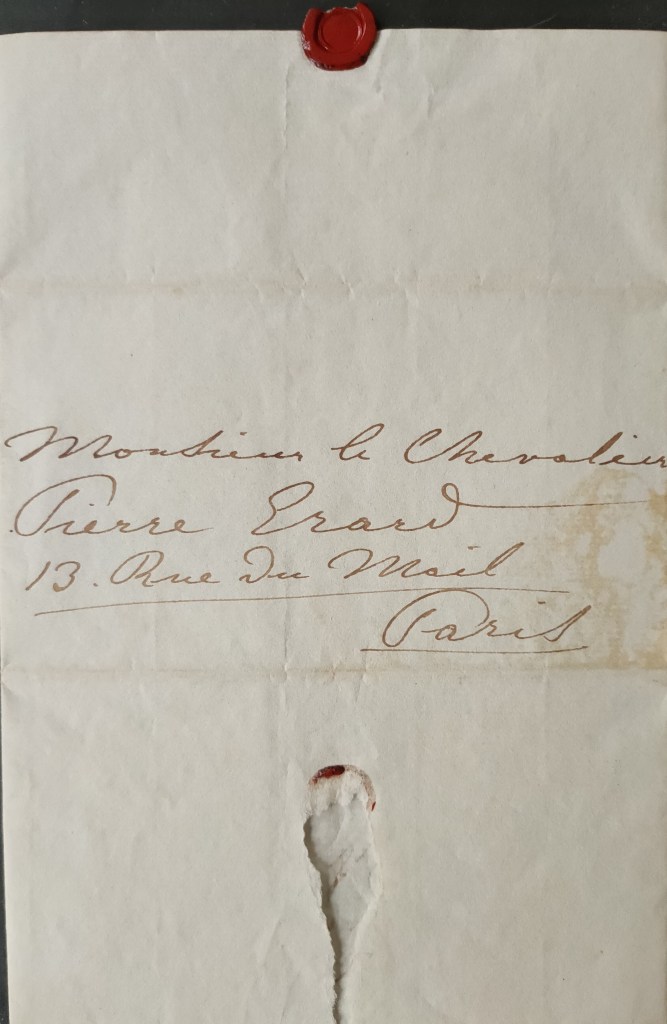 Monsieur le Chevalier
Pierre Erard
13. Rue du Mail
Paris